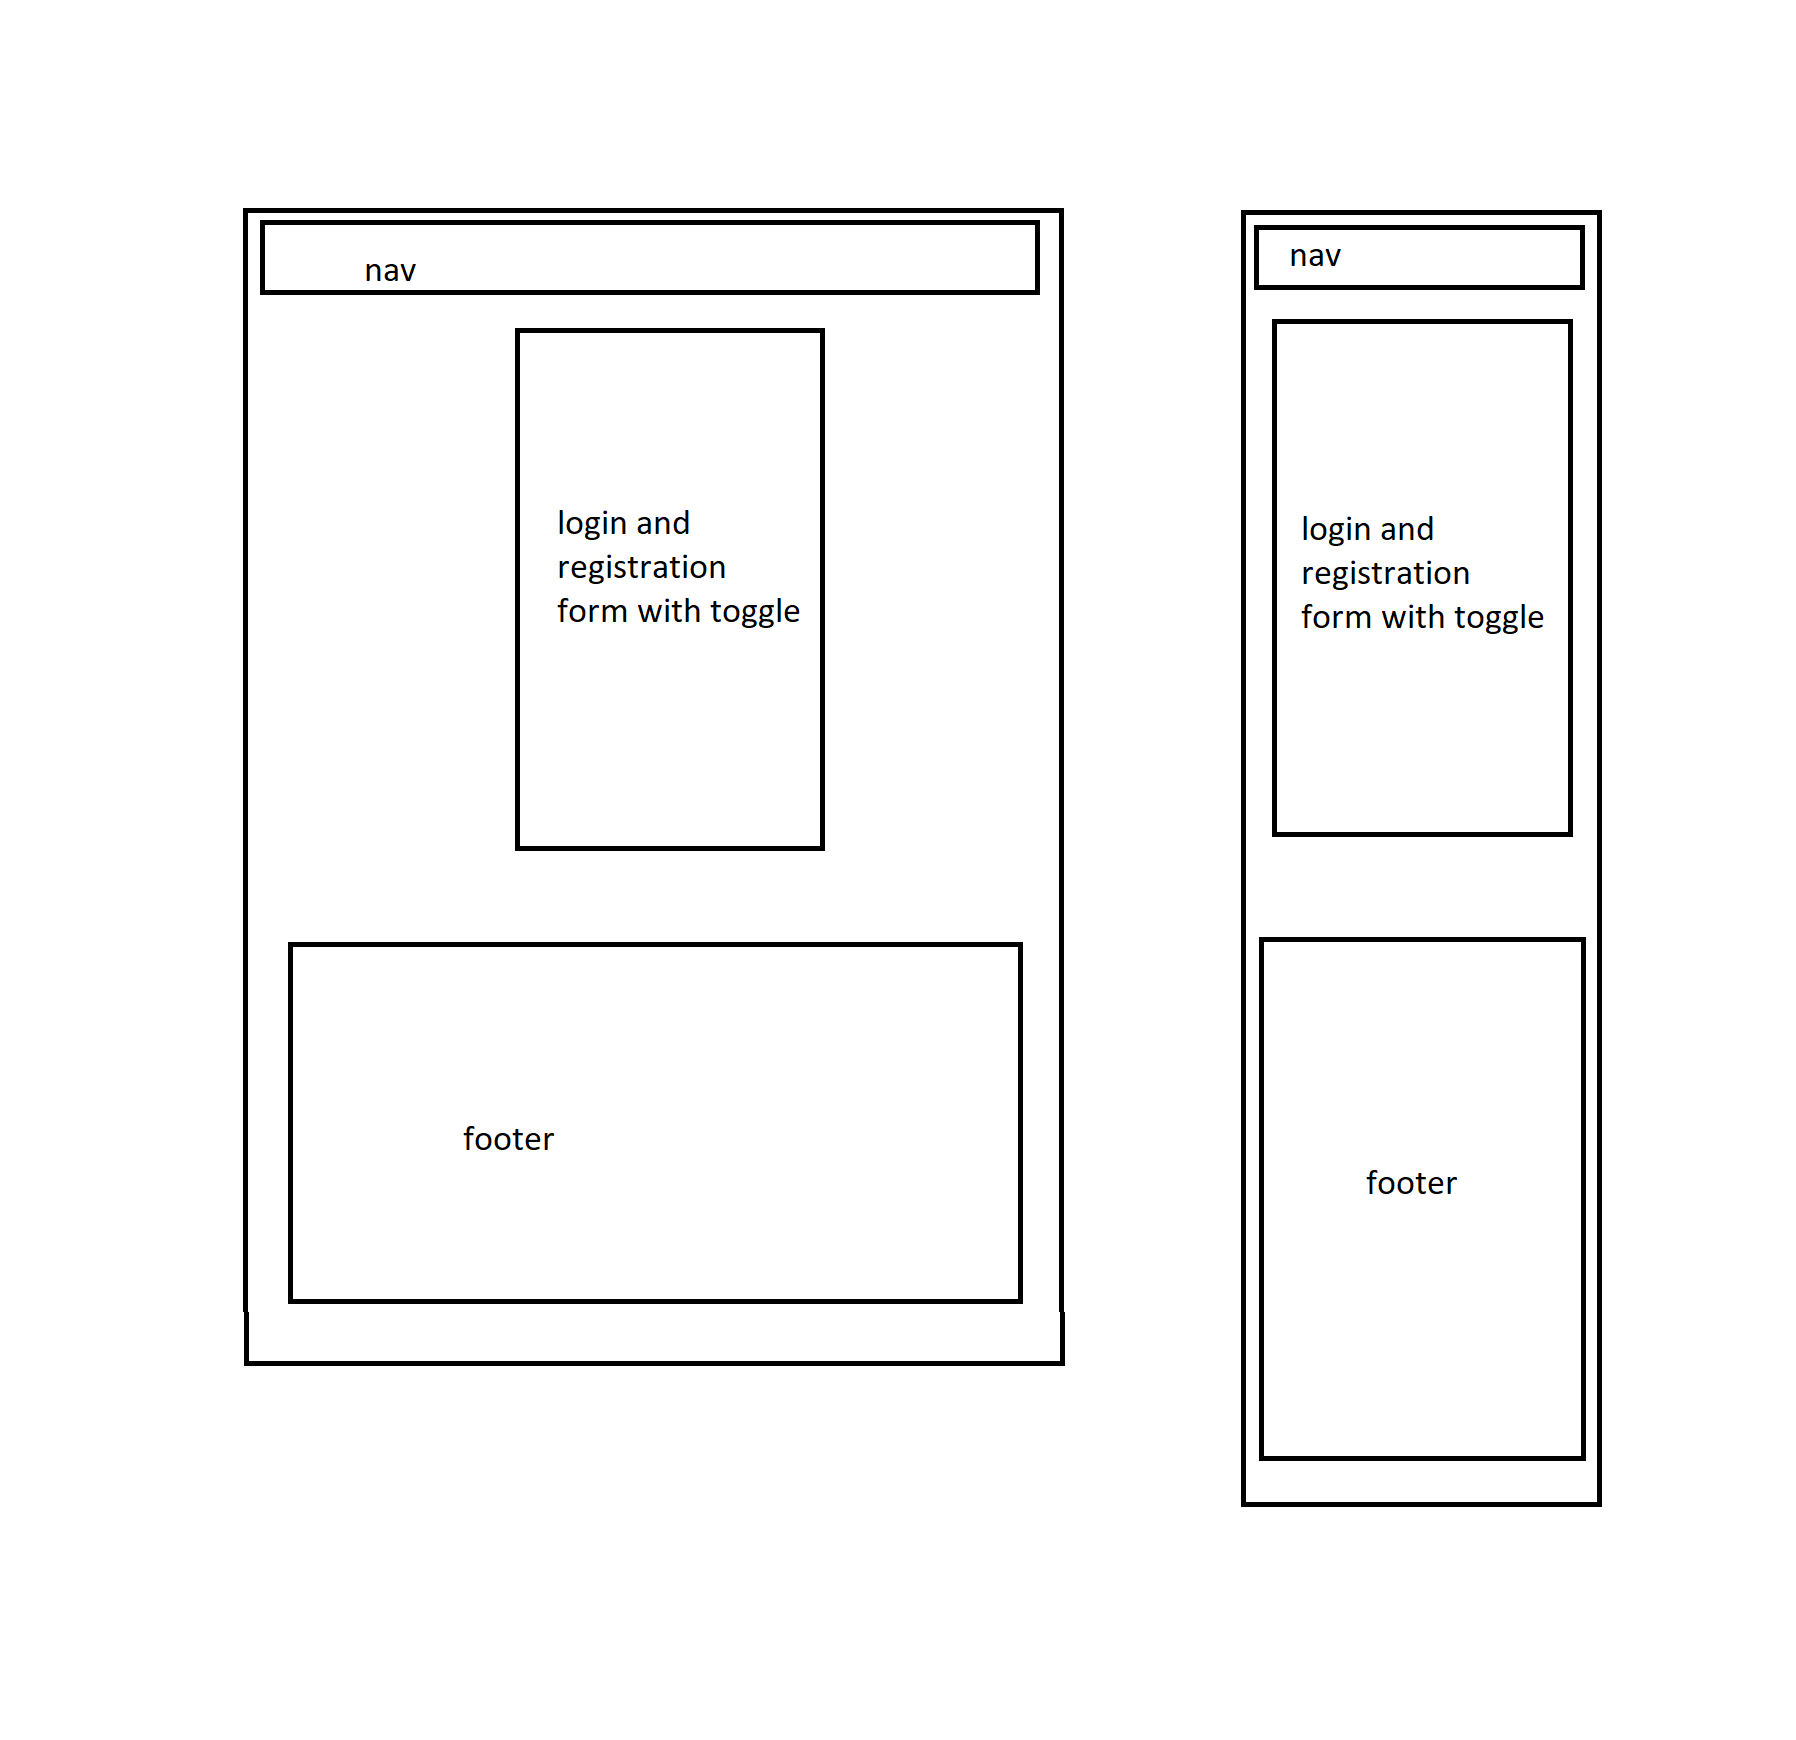 nav
login and
registration
form with toggle
footer
nav
login and
registration
form with toggle
footer